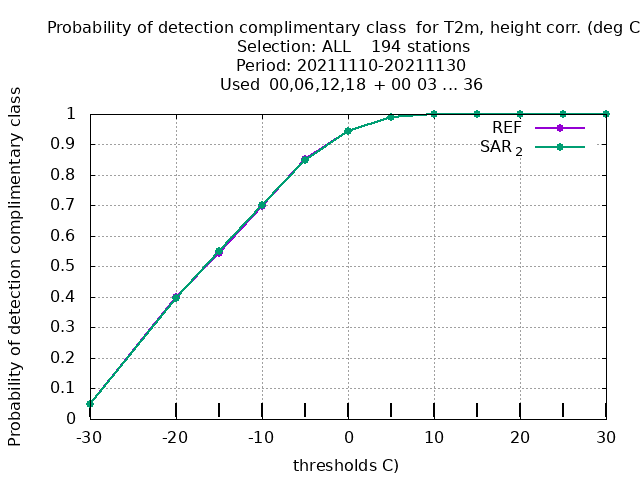 Probability of detection complimentary class  for T2m, height corr. (deg C
Selection: ALL    194 stations
Period: 20211110-20211130
Used  00,06,12,18  + 00 03 ... 36
Probability of detection complimentary class
1
0.9
0.8
0.7
0.6
0.5
0.4
0.3
0.2
0.1
0
REF
SAR 2
-30 -20 -10 0 10 20 30
thresholds C)